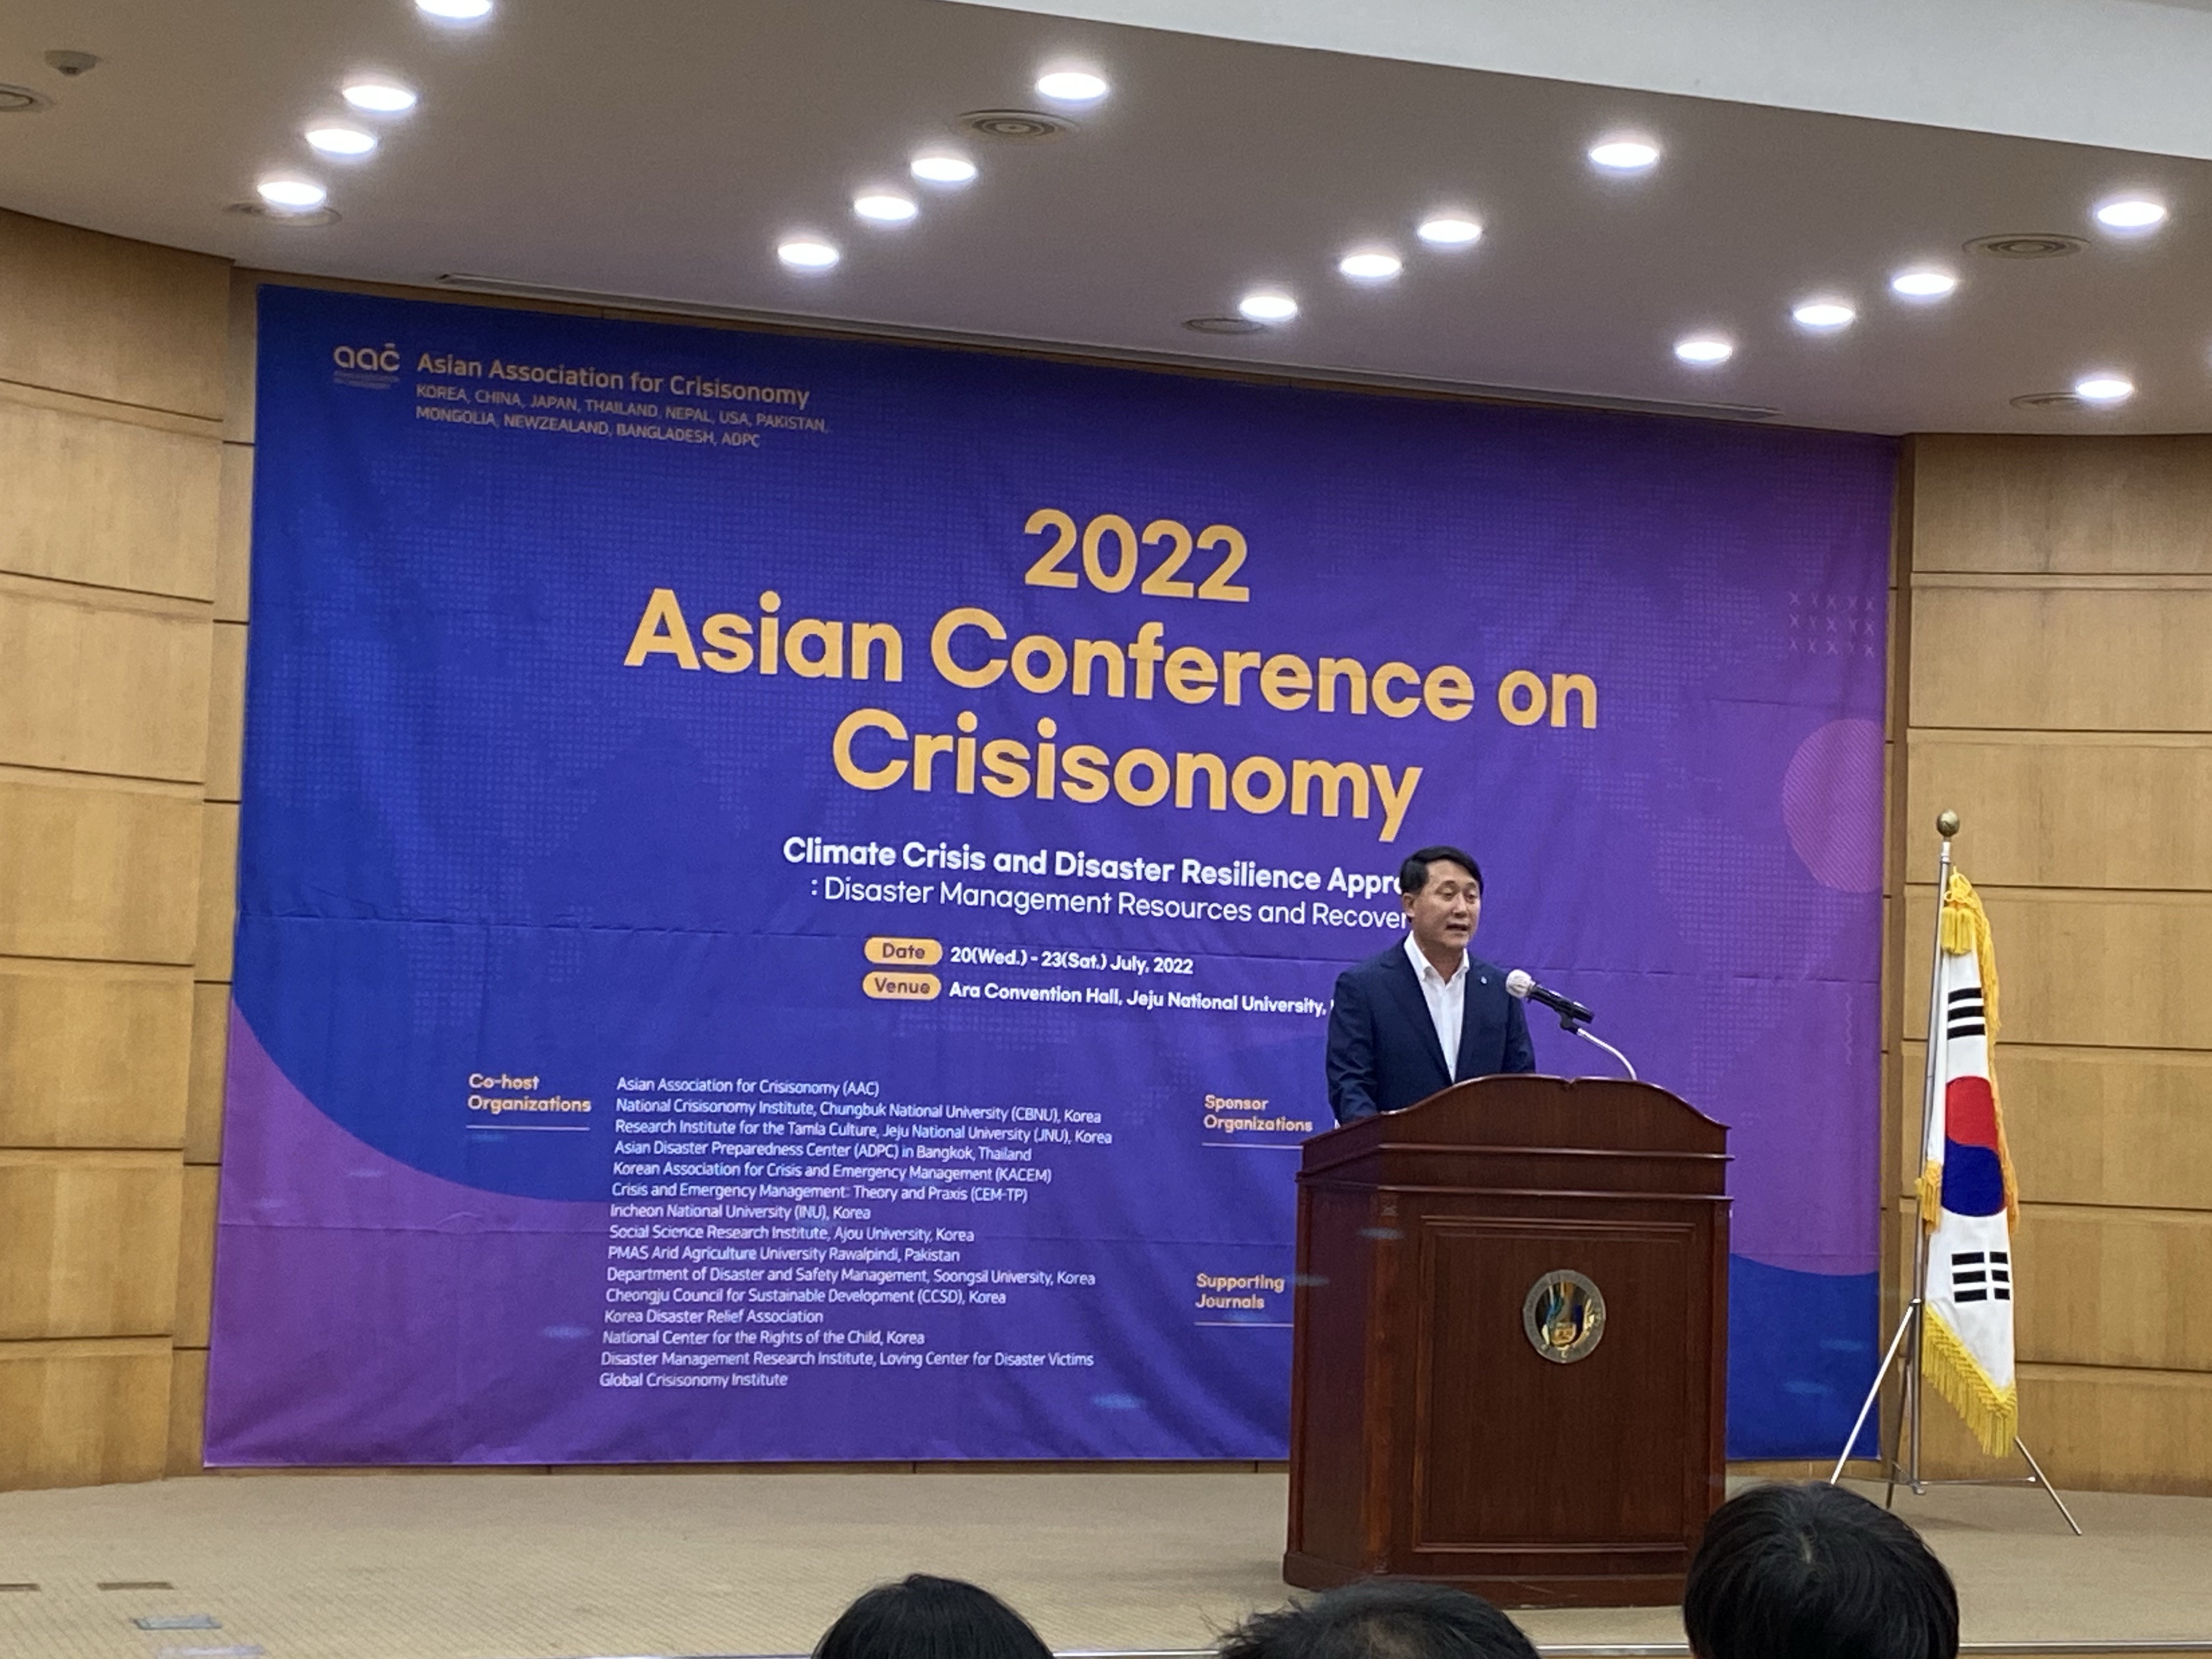 aac Asian Association for Crisisonomy
KOREA, CHINA, JAPAN, THAILAND, NEPAL, USA, PAKISTAN,
MONGOLIA, NEWZEALAND, BANGLADESH, ADPC
2022
Asian Conference on
Crisisonomy
Climate Crisis and Disaster Resilience
: Disaster Management Resources and
Date 20(Wed.) - 23(Sat.) July, 2022
Venue Ara Convention Hall, Jeju National University,
Co-host
Organizations
Asian Association for Crisisonomy (AAC)
National Crisisonomy Institute, Chungbuk National University (CBNU), Korea
Research Institute for the Tamla Culture, Jeju National University (JNU), Korea
Asian Disaster Preparedness Center (ADPC) in Bangkok, Thailand
Korean Association for Crisis and Emergency Management (KACEM)
Crisis and Emergency Management: Theory and Praxis (CEM-TP)
Incheon National University (INU), Korea
Social Science Research Institute, Ajou University, Korea
PMAS Arid Agriculture University Rawalpindi, Pakistan
Department of Disaster and Safety Management, Soongsil University, Korea
Cheongju Council for Sustainable Development (CCSD), Korea
Korea Disaster Relief Association
National Center for the Rights of the Child, Korea
Disaster Management Research Institute, Loving Center for Disaster Victims
Global Crisisonomy Institute
Sponsor
Organizations
Supporting
Journals